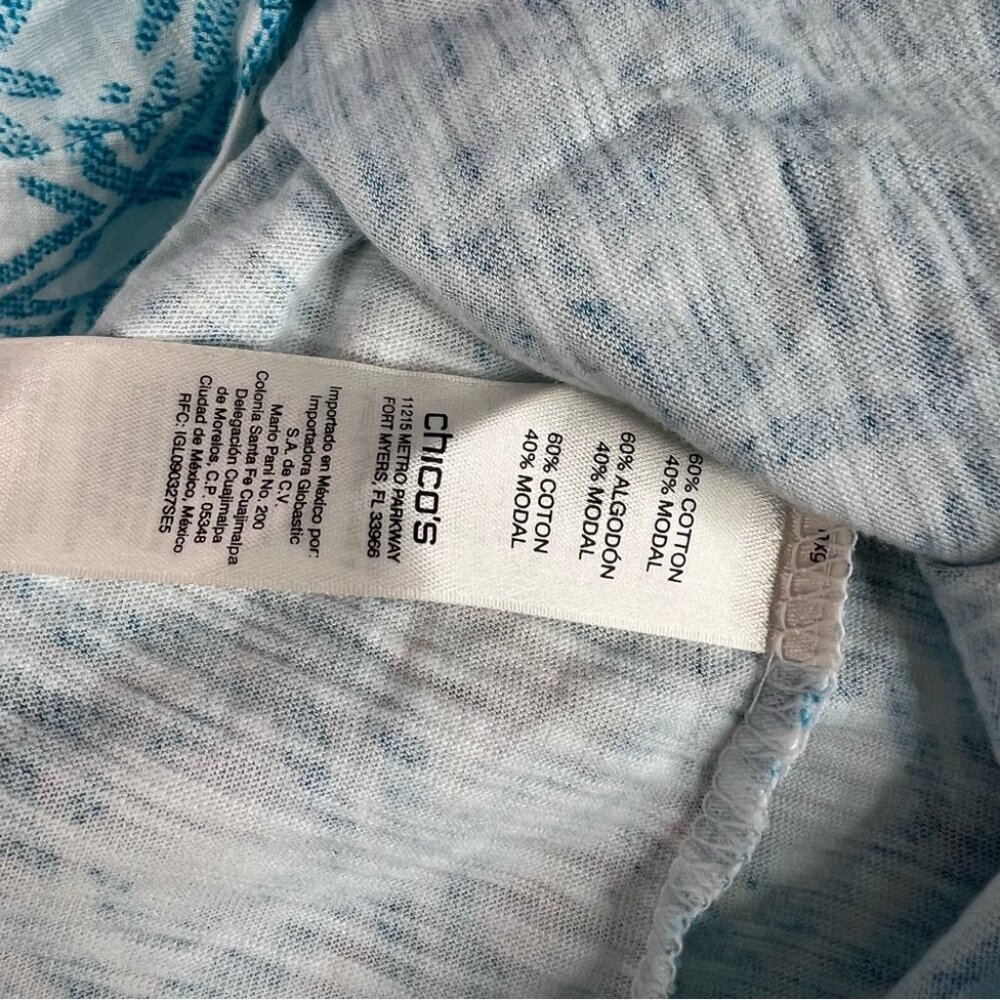 60% COTTON
40% MODAL
60% ALGODÓN
40% MODAL
60% COTON
40% MODAL
chico's
11215 METRO PARKWAY
FORT MYERS, FL 33966
Importado en México por:
Importadora Globastic
S.A. de C.V.
Mario Pani No. 200
Colonia Santa Fe Cuajimalpa
Delegación Cuajimalpa
de Morelos, C.P. 05348
Ciudad de México, México
RFC: IGL090327SE5